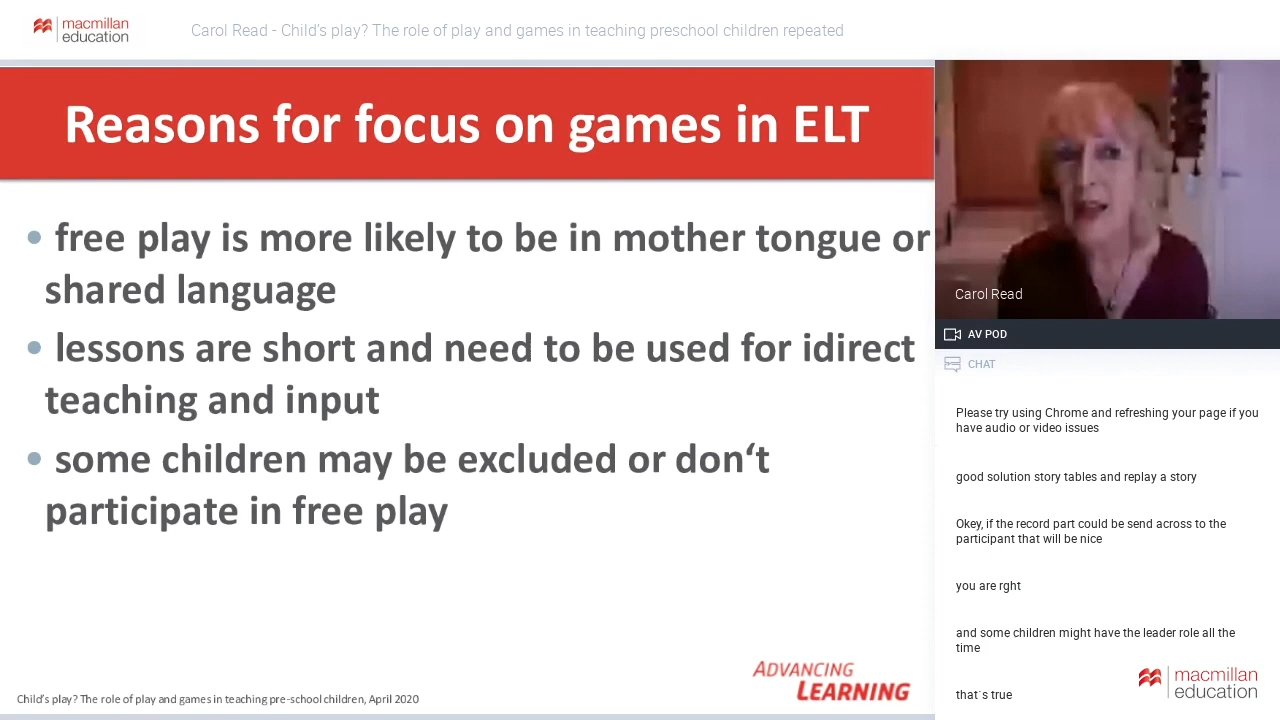 macmillan
education
Carol Read - Child's play? The role of play and games in teaching preschool children repeated
Reasons for focus on games in ELT
• free play is more likely to be in mother tongue or
shared language
• lessons are short and need to be used for idirect
teaching and input
• some children may be excluded or don‘t
participate in free play
ADVANCING
LEARNING
Child's play? The role of play and games in teaching pre-school children, April 2020
Carol Read
AV POD
CHAT
Please try using Chrome and refreshing your page if you
have audio or video issues
good solution story tables and replay a story
Okey, if the record part could be send across to the
participant that will be nice
you are rght
and some children might have the leader role all the
time
that´s true
macmillan
education